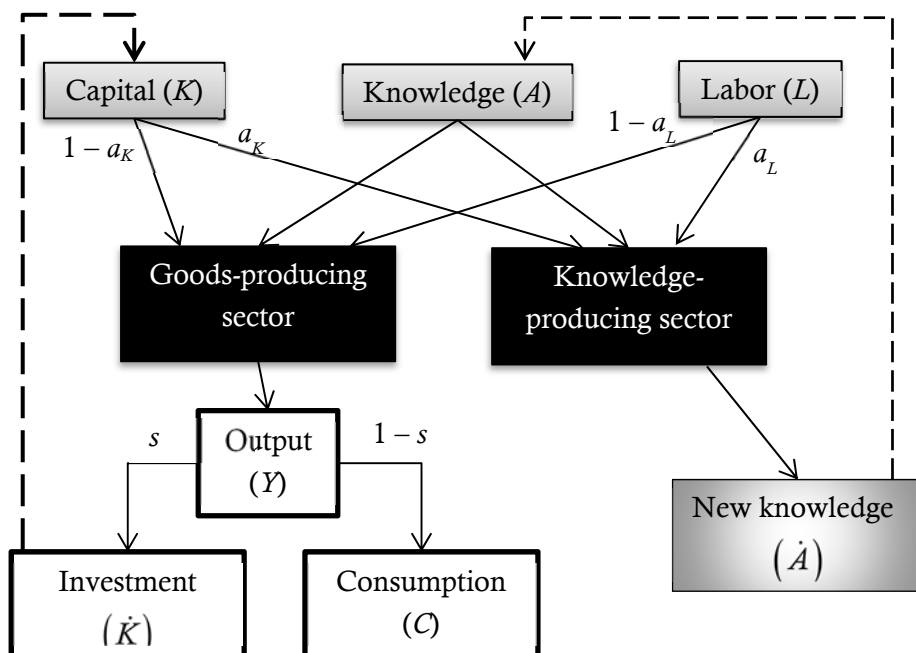 Capital (K)
Knowledge (A)
Labor (L)
1 – a_K
a_K
1 – a_L
a_L
Goods-producing
sector
Knowledge-
producing sector
Output
(Y)
s
1 – s
New knowledge
(Ȧ)
Investment
(K̇)
Consumption
(C)